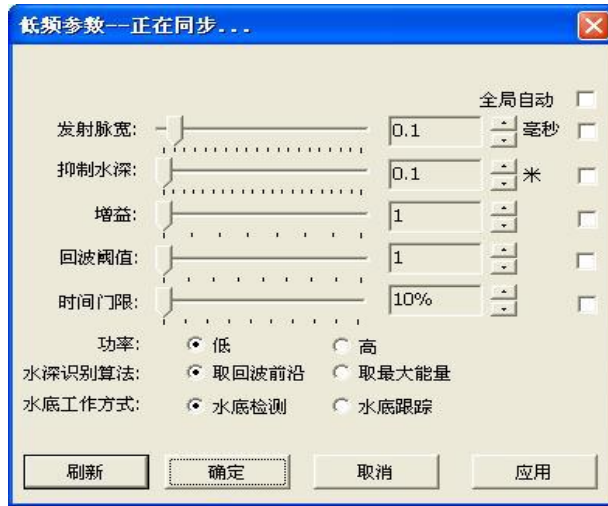 低频参数--正在同步...
全局自动
发射脉宽: 0.1 毫秒
抑制水深: 0.1 米
增益: 1
回波阈值: 1
时间门限: 10%
功率: 低 高
水深识别算法: 取回波前沿 取最大能量
水底工作方式: 水底检测 水底跟踪
刷新 确定 取消 应用